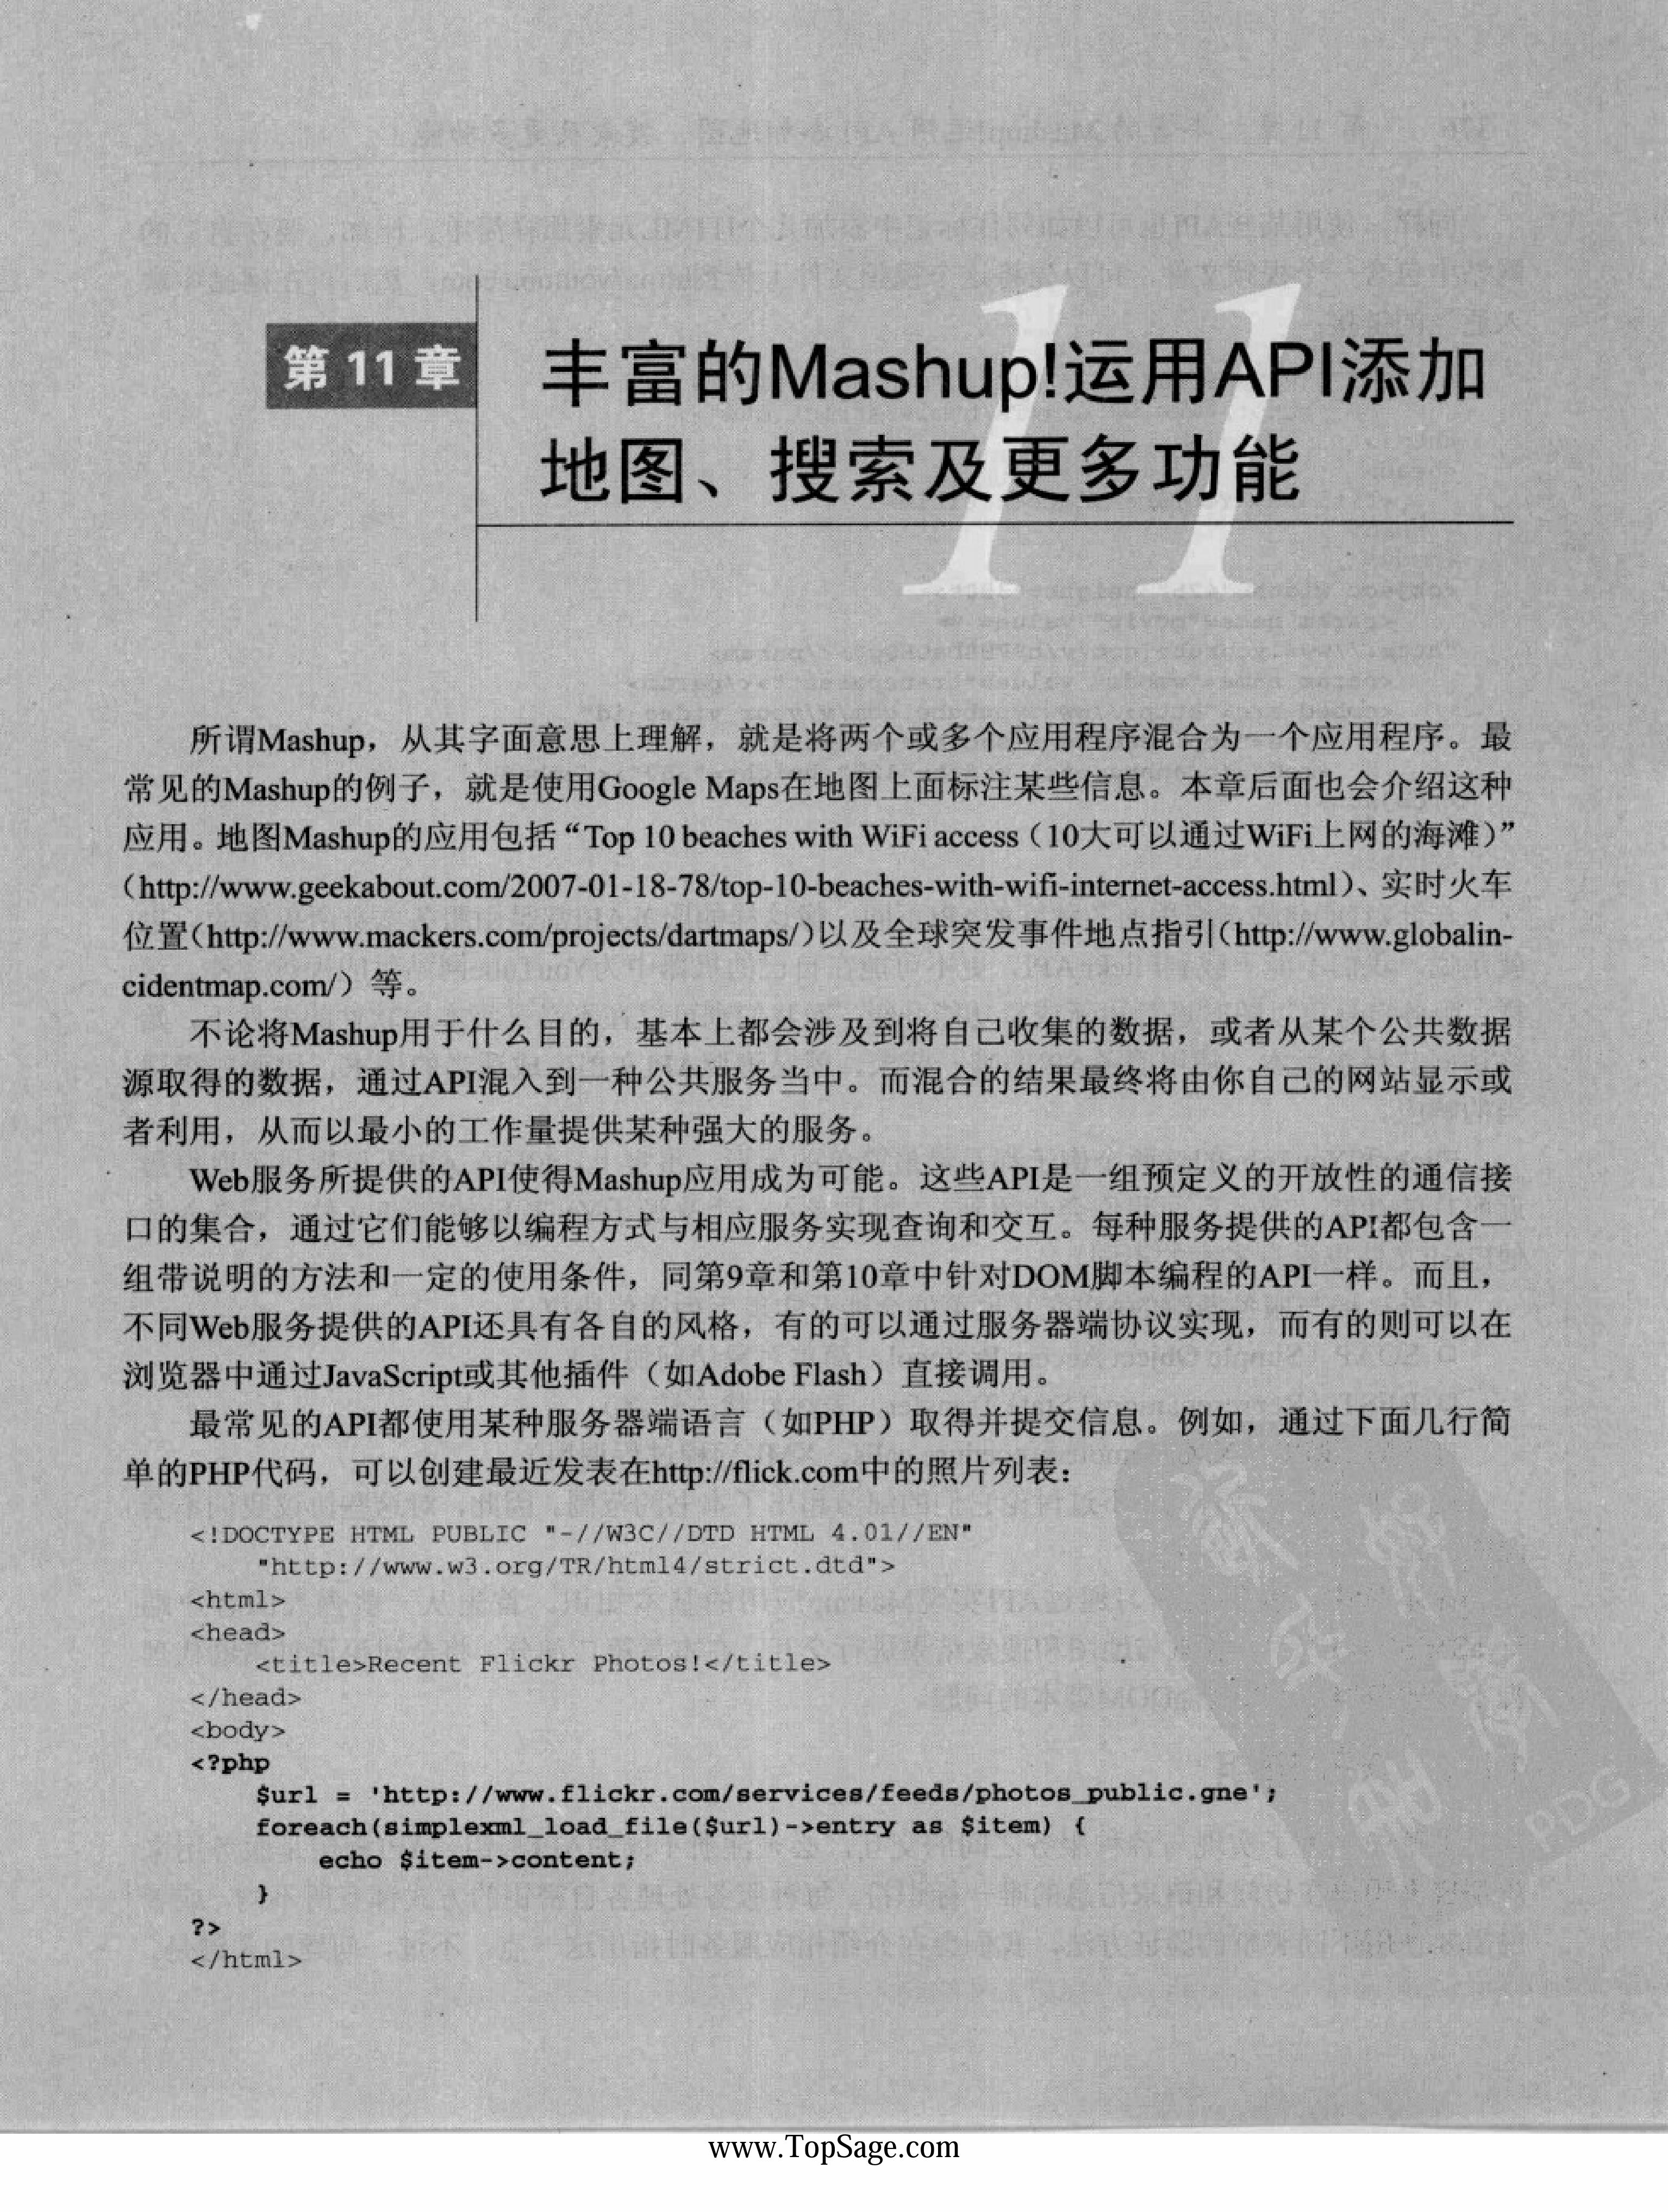 第 11 章
丰富的Mashup!运用API添加
地图、搜索及更多功能
所谓Mashup，从其字面意思上理解，就是将两个或多个应用程序混合为一个应用程序。最
常见的Mashup的例子，就是使用Google Maps在地图上面标注某些信息。本章后面也会介绍这种
应用。地图Mashup的应用包括“Top 10 beaches with WiFi access（10大可以通过WiFi上网的海滩）”
（http://www.geekabout.com/2007-01-18-78/top-10-beaches-with-wifi-internet-access.html）、实时火车
位置（http://www.mackers.com/projects/dartmaps/）以及全球突发事件地点指引（http://www.globalin-
cidentmap.com/）等。
不论将Mashup用于什么目的，基本上都会涉及到将自己收集的数据，或者从某个公共数据
源取得的数据，通过API混入到一种公共服务当中。而混合的结果最终将由你自己的网站显示或
者利用，从而以最小的工作量提供某种强大的服务。
Web服务所提供的API使得Mashup应用成为可能。这些API是一组预定义的开放性的通信接
口的集合，通过它们能够以编程方式与相应服务实现查询和交互。每种服务提供的API都包含一
组带说明的方法和一定的使用条件，同第9章和第10章中针对DOM脚本编程的API一样。而且，
不同Web服务提供的API还具有各自的风格，有的可以通过服务器端协议实现，而有的则可以在
浏览器中通过JavaScript或其他插件（如Adobe Flash）直接调用。
最常见的API都使用某种服务器端语言（如PHP）取得并提交信息。例如，通过下面几行简
单的PHP代码，可以创建最近发表在http://flick.com中的照片列表：
<!DOCTYPE HTML PUBLIC "-//W3C//DTD HTML 4.01//EN"
"http://www.w3.org/TR/html4/strict.dtd">
<html>
<head>
<title>Recent Flickr Photos!</title>
</head>
<body>
<?php
$url = 'http://www.flickr.com/services/feeds/photos_public.gne';
foreach(simplexml_load_file($url)->entry as $item) {
echo $item->content;
}
?>
</html>
PDG
www.TopSage.com